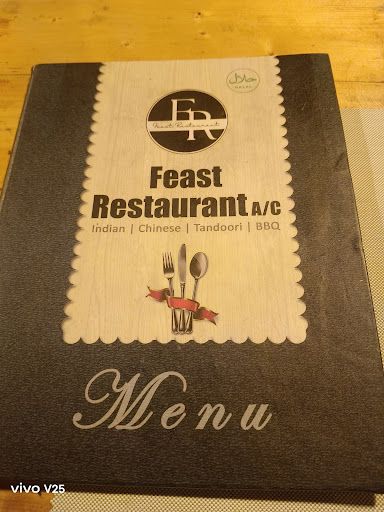 حلال
HALAL
FR
Feast Restaurant
Feast
Restaurant A/C
Indian | Chinese | Tandoori | BBQ
Menu
vivo V25